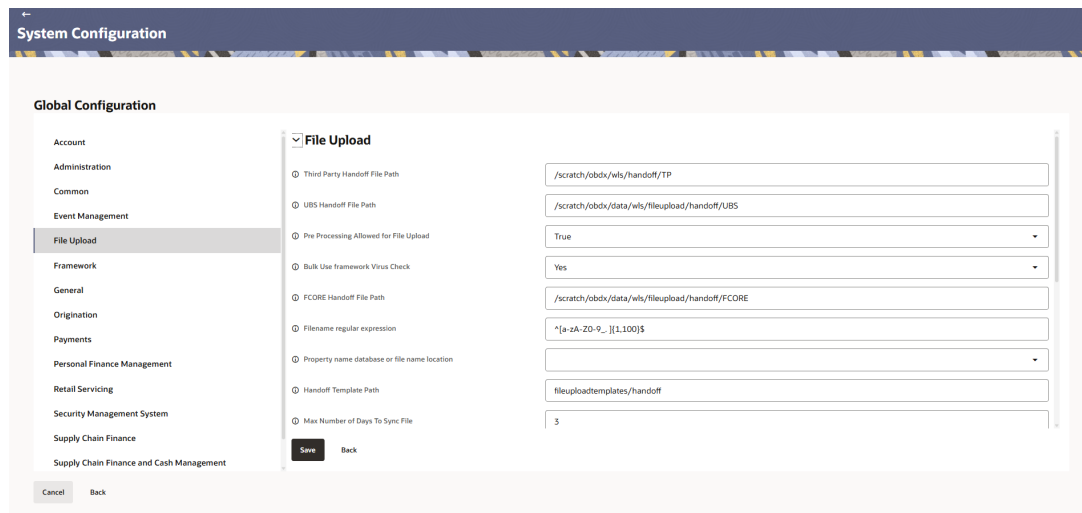 ←
System Configuration
Global Configuration
Account
Administration
Common
Event Management
File Upload
Framework
General
Origination
Payments
Personal Finance Management
Retail Servicing
Security Management System
Supply Chain Finance
Supply Chain Finance and Cash Management
File Upload
Third Party Handoff File Path
/scratch/obdx/wls/handoff/TP
UBS Handoff File Path
/scratch/obdx/data/wls/fileupload/handoff/UBS
Pre Processing Allowed for File Upload
True
Bulk Use framework Virus Check
Yes
FCORE Handoff File Path
/scratch/obdx/data/wls/fileupload/handoff/FCORE
Filename regular expression
^[a-zA-Z0-9_. ]{1,100}$
Property name database or file name location
Handoff Template Path
fileuploadtemplates/handoff
Max Number of Days To Sync File
3
Save Back
Cancel Back